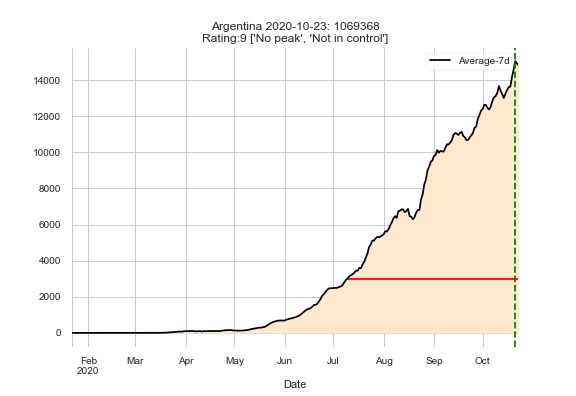 Argentina 2020-10-23: 1069368
Rating:9 ['No peak', 'Not in control']
Average-7d
14000
12000
10000
8000
6000
4000
2000
0
Feb Mar Apr May Jun Jul Aug Sep Oct
2020
Date